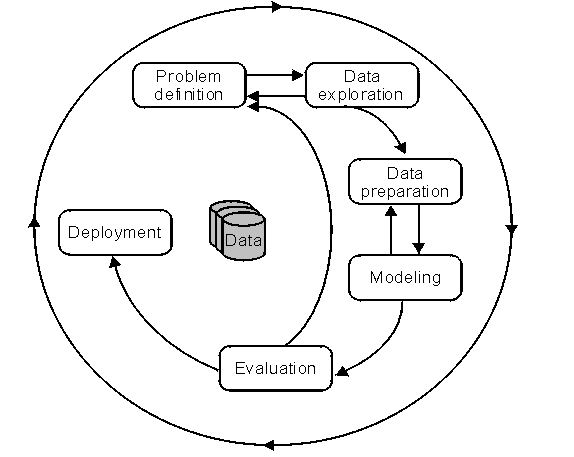 Problem
definition
Data
exploration
Data
preparation
Deployment
Data
Modeling
Evaluation